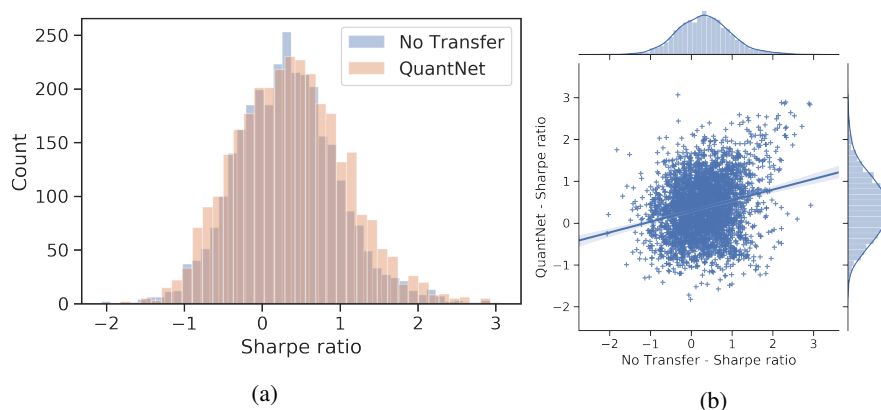 No Transfer
QuantNet
250
200
150
100
50
0
Count
−2 −1 0 1 2 3
Sharpe ratio
(a)
3
2
1
0
−1
−2
QuantNet - Sharpe ratio
−2 −1 0 1 2 3
No Transfer - Sharpe ratio
(b)